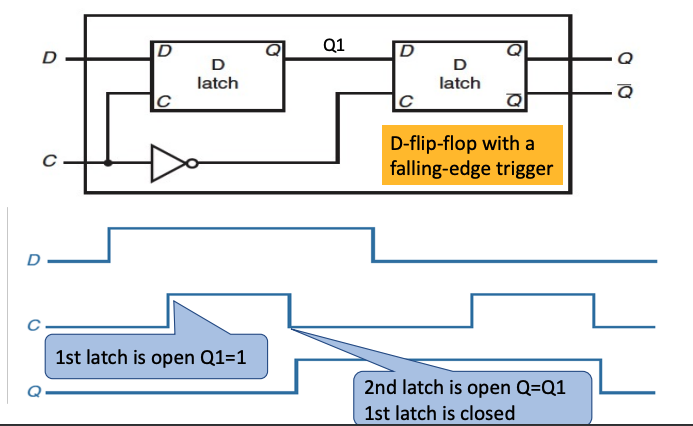 D D Q Q1 D Q Q
D latch D latch
C C Q̅ Q̅
C
D-flip-flop with a
falling-edge trigger
D
C
1st latch is open Q1=1
Q
2nd latch is open Q=Q1
1st latch is closed